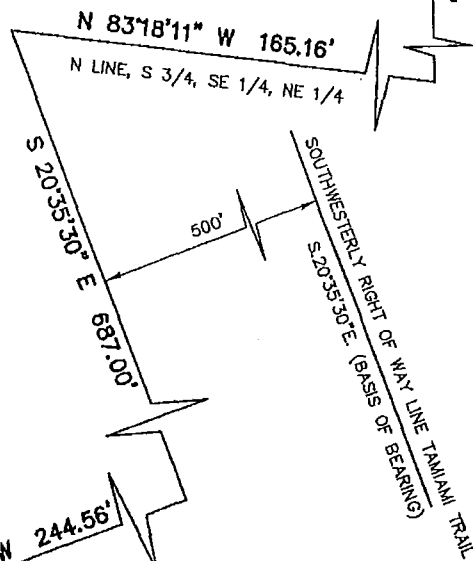 N 83°18'11" W 165.16'
N LINE, S 3/4, SE 1/4, NE 1/4
S 20°35'30" E 687.00'
500'
SOUTHWESTERLY RIGHT OF WAY LINE TAMIAMI TRAIL
S.20°35'30"E. (BASIS OF BEARING)
W 244.56'